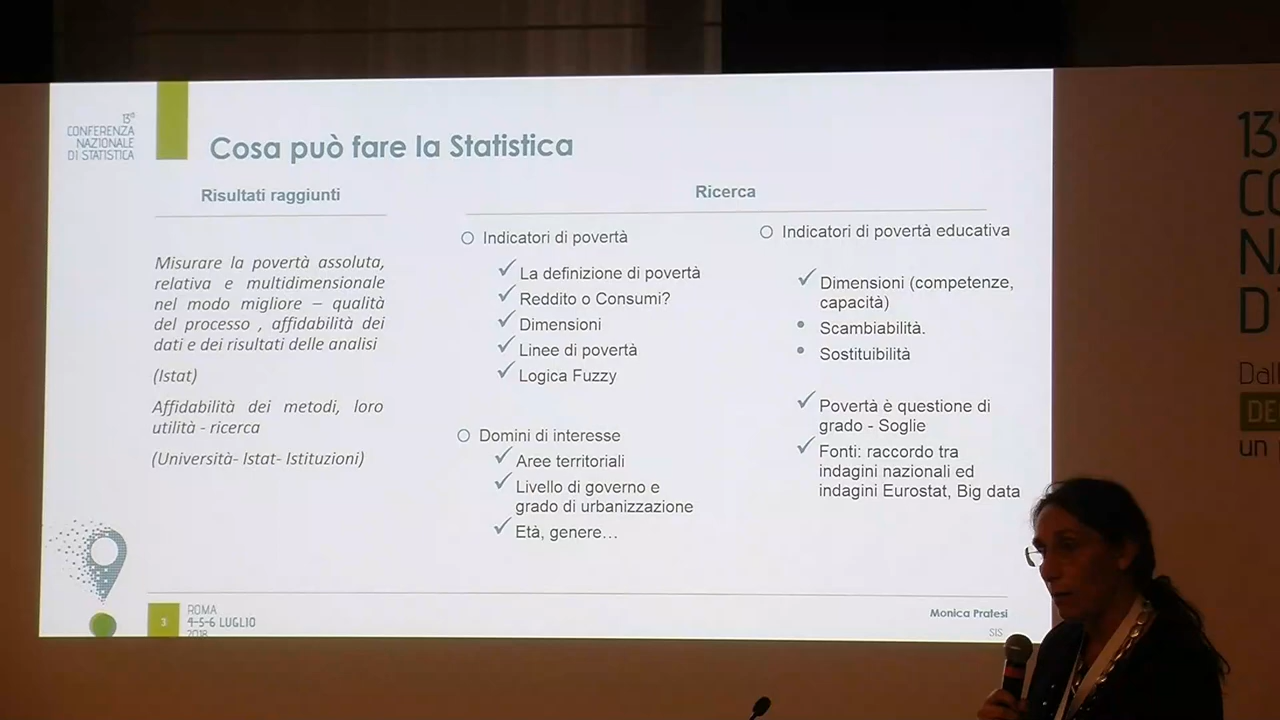 13ª
CONFERENZA
NAZIONALE
DI STATISTICA
Cosa può fare la Statistica
Risultati raggiunti
Misurare la povertà assoluta,
relativa e multidimensionale
nel modo migliore – qualità
del processo , affidabilità dei
dati e dei risultati delle analisi
(Istat)
Affidabilità dei metodi, loro
utilità - ricerca
(Università- Istat- Istituzioni)
Ricerca
Indicatori di povertà
La definizione di povertà
Reddito o Consumi?
Dimensioni
Linee di povertà
Logica Fuzzy
Domini di interesse
Aree territoriali
Livello di governo e
grado di urbanizzazione
Età, genere...
Indicatori di povertà educativa
Dimensioni (competenze,
capacità)
Scambiabilità.
Sostituibilità
Povertà è questione di
grado - Soglie
Fonti: raccordo tra
indagini nazionali ed
indagini Eurostat, Big data
3
ROMA
4-5-6 LUGLIO
2018
Monica Pratesi
SIS
13
CO
NA
DI
Dal
DE
un